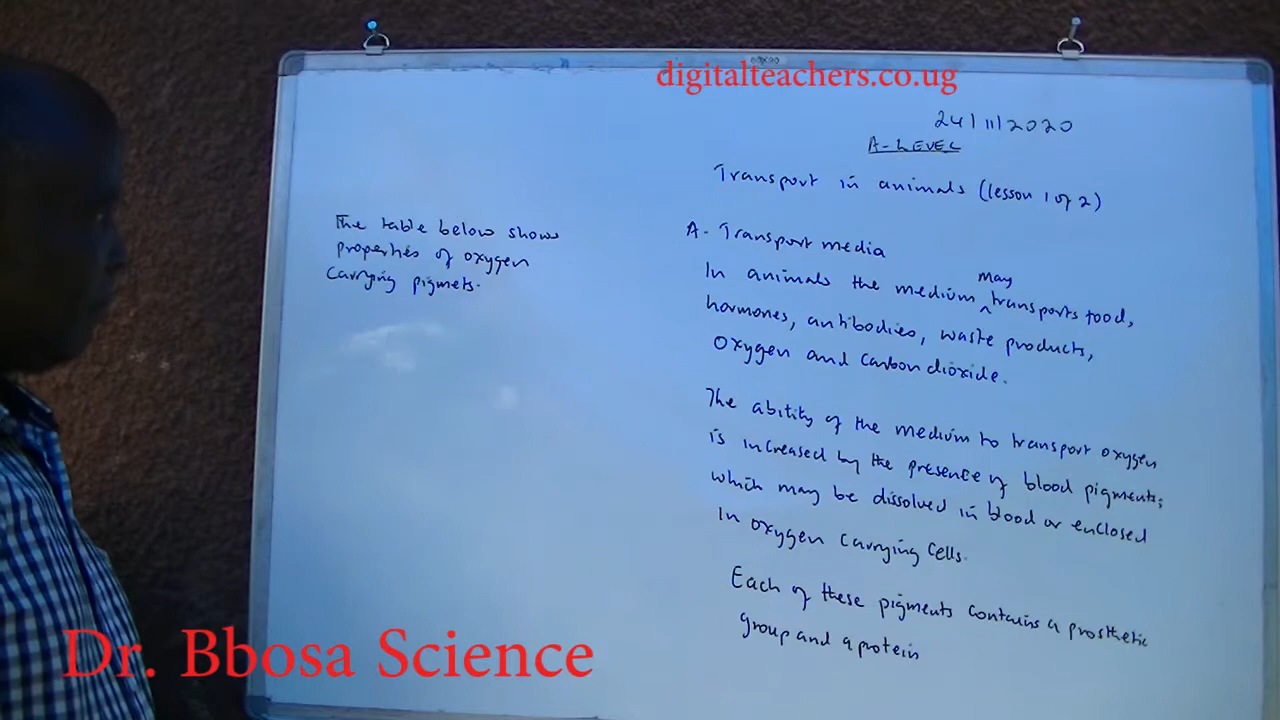 digitalteachers.co.ug
24/11/2020
A-LEVEL
Transport in animals (lesson 1 of 2)
A- Transport media
In animals the medium may transports food,
hormones, antibodies, waste products,
oxygen and carbon dioxide.
The ability of the medium to transport oxygen
is increased by the presence of blood pigments;
which may be dissolved in blood or enclosed
in oxygen carrying cells.
Each of these pigments contains a prosthetic
group and a protein
The table below shows
properties of oxygen
carrying pigmets.
Dr. Bbosa Science